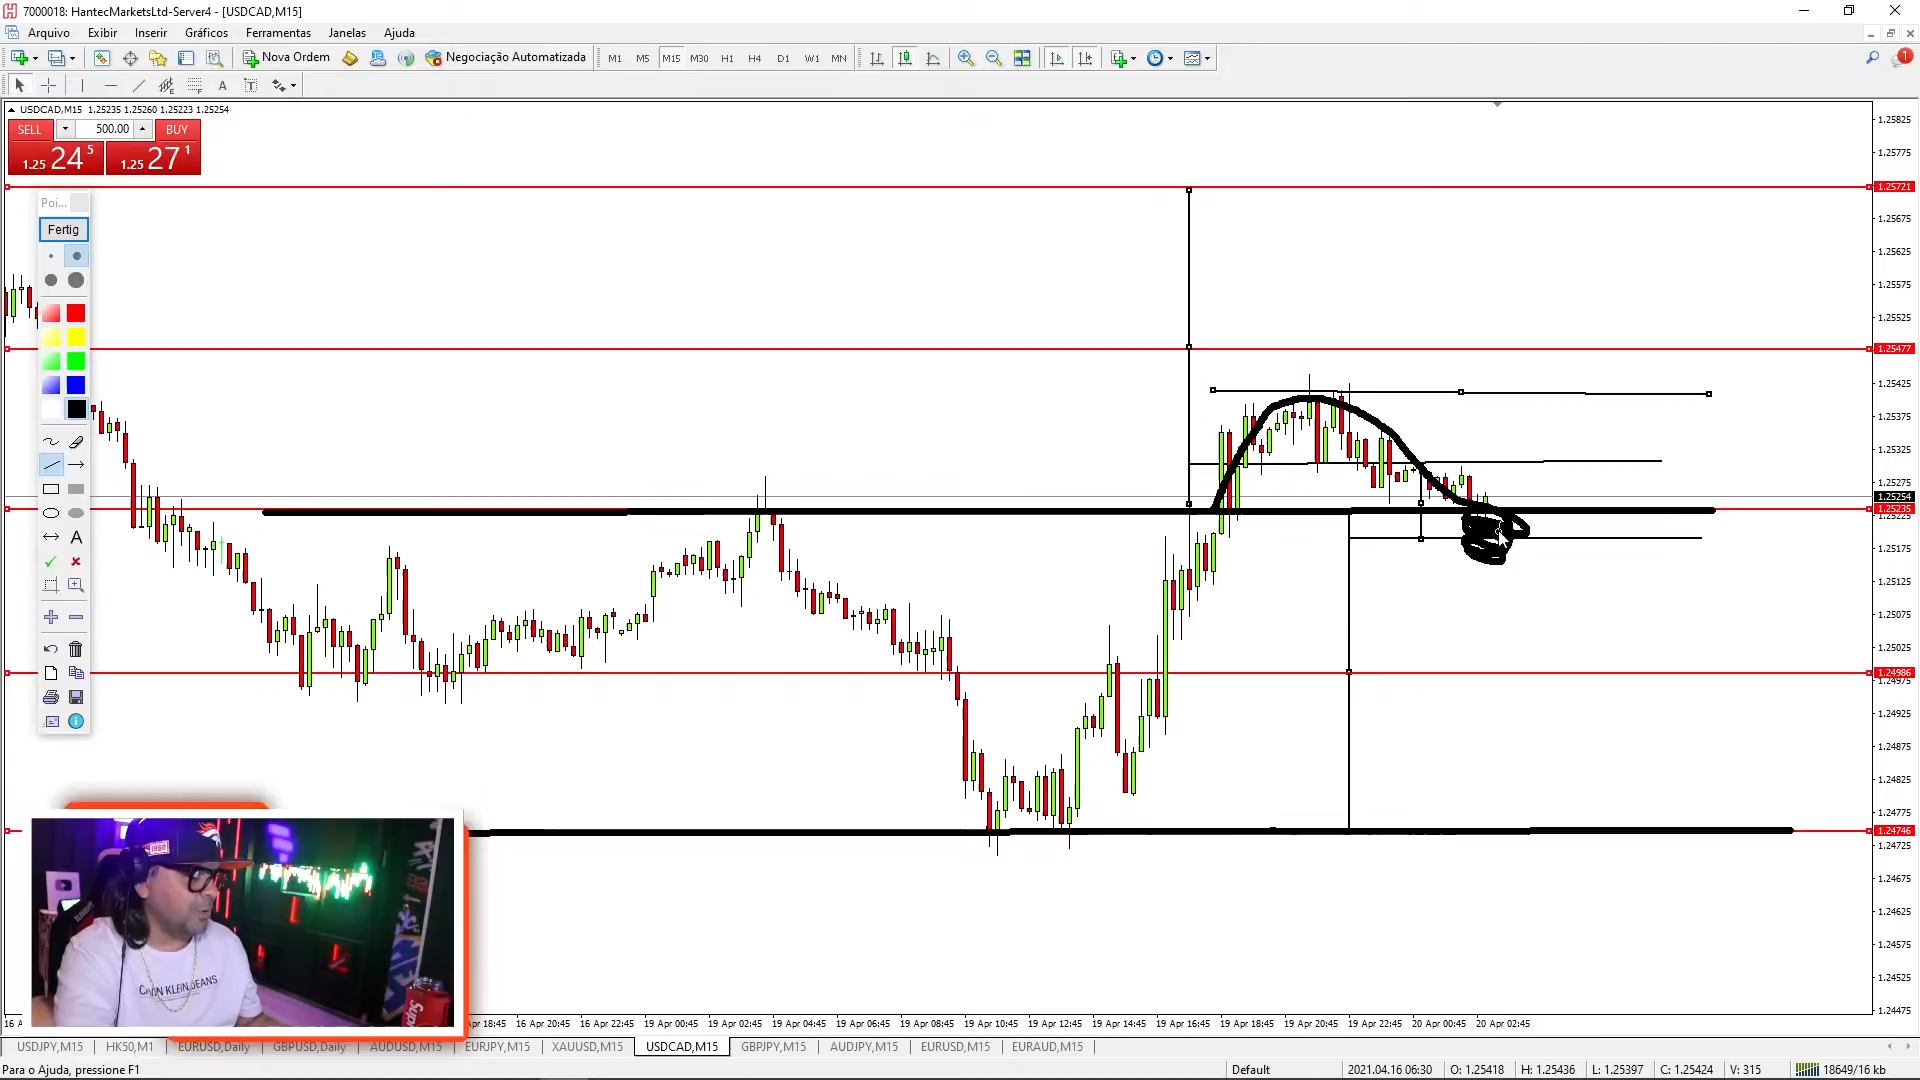 7000018: HantecMarketsLtd-Server4 - [USDCAD,M15]
Arquivo Exibir Inserir Gráficos Ferramentas Janelas Ajuda
Nova Ordem Negociação Automatizada M1 M5 M15 M30 H1 H4 D1 W1 MN 1
A T
USDCAD,M15 1.25235 1.25260 1.25223 1.25254
SELL 500.00 BUY
1.25 24 5 1.25 27 1
Poi...
Fertig
A
1.25825
1.25775
1.25721
1.25675
1.25625
1.25575
1.25525
1.25477
1.25425
1.25375
1.25325
1.25275
1.25254
1.25235
1.25225
1.25175
1.25125
1.25075
1.25025
1.24986
1.24975
1.24925
1.24875
1.24825
1.24775
1.24746
1.24725
1.24675
1.24625
1.24575
1.24525
1.24475
CALVIN KLEIN JEANS
16 A
Apr 18:45 16 Apr 20:45 16 Apr 22:45 19 Apr 00:45 19 Apr 02:45 19 Apr 04:45 19 Apr 06:45 19 Apr 08:45 19 Apr 10:45 19 Apr 12:45 19 Apr 14:45 19 Apr 16:45 19 Apr 18:45 19 Apr 20:45 19 Apr 22:45 20 Apr 00:45 20 Apr 02:45
USDJPY,M15 HK50,M1 EURUSD,Daily GBPUSD,Daily AUDUSD,M15 EURJPY,M15 XAUUSD,M15 USDCAD,M15 GBPJPY,M15 AUDJPY,M15 EURUSD,M15 EURAUD,M15
Para o Ajuda, pressione F1 Default 2021.04.16 06:30 O: 1.25418 H: 1.25436 L: 1.25397 C: 1.25424 V: 315 18649/16 kb